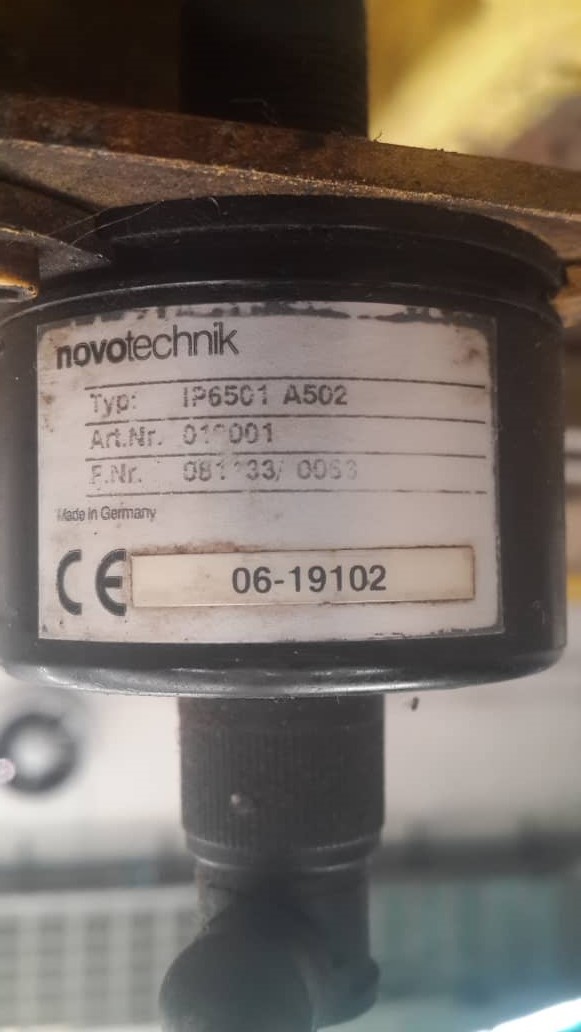 novotechnik
Typ: IP6501 A502
Art.Nr.
F.Nr.
Made in Germany
CE
06-19102